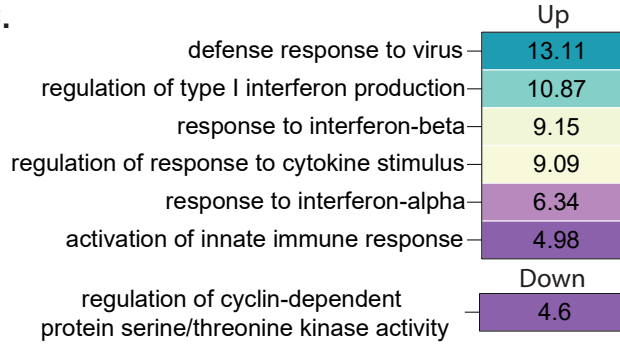 Up
defense response to virus 13.11
regulation of type I interferon production 10.87
response to interferon-beta 9.15
regulation of response to cytokine stimulus 9.09
response to interferon-alpha 6.34
activation of innate immune response 4.98
Down
regulation of cyclin-dependent
protein serine/threonine kinase activity 4.6